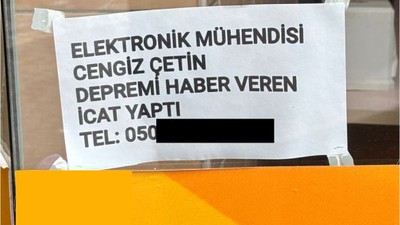 ELEKTRONİK MÜHENDİSİ
CENGİZ ÇETİN
DEPREMİ HABER VEREN
İCAT YAPTI
TEL: 050